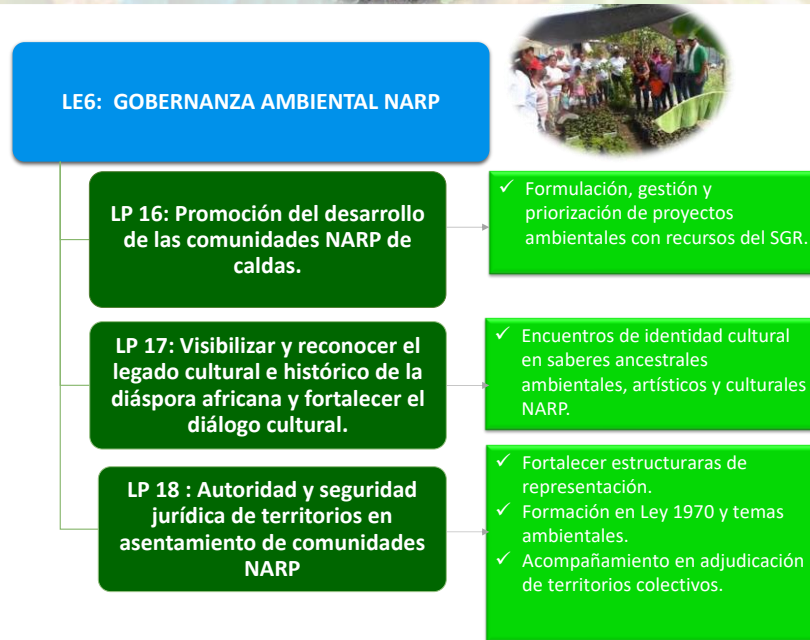 LE6:  GOBERNANZA AMBIENTAL NARP
LP 16: Promoción del desarrollo
de las comunidades NARP de
caldas.
✓ Formulación, gestión y
priorización de proyectos
ambientales con recursos del SGR.
LP 17: Visibilizar y reconocer el
legado cultural e histórico de la
diáspora africana y fortalecer el
diálogo cultural.
✓ Encuentros de identidad cultural
en saberes ancestrales
ambientales, artísticos y culturales
NARP.
LP 18 : Autoridad y seguridad
jurídica de territorios en
asentamiento de comunidades
NARP
✓ Fortalecer estructuraras de
representación.
✓ Formación en Ley 1970 y temas
ambientales.
✓ Acompañamiento en adjudicación
de territorios colectivos.